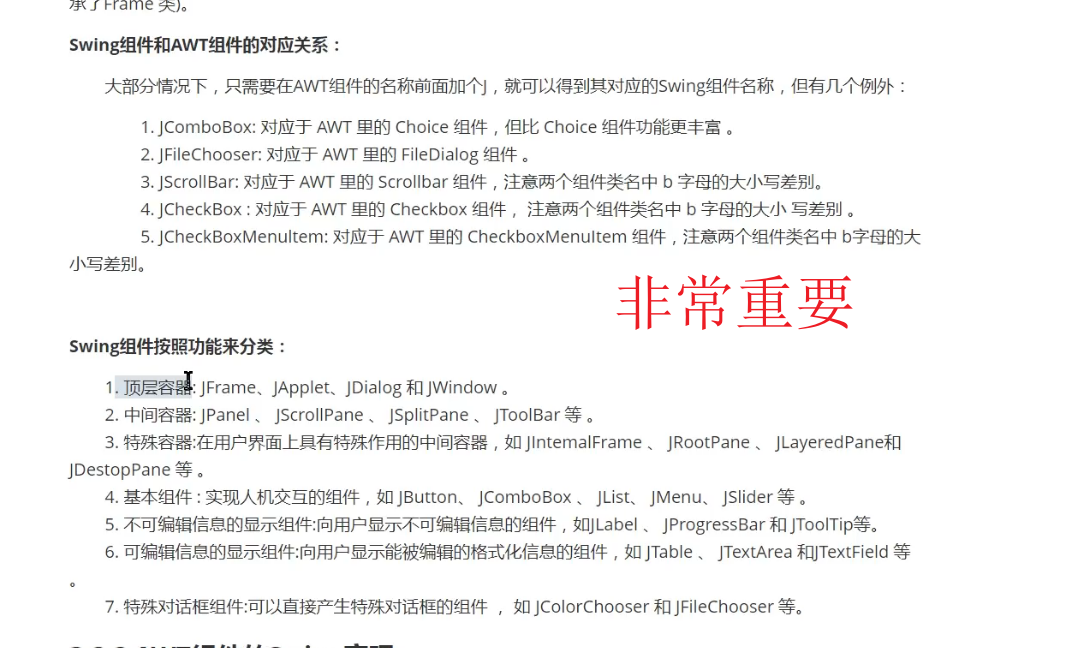 承了Frame 类)。
Swing组件和AWT组件的对应关系：
大部分情况下，只需要在AWT组件的名称前面加个J，就可以得到其对应的Swing组件名称，但有几个例外：
1. JComboBox: 对应于 AWT 里的 Choice 组件，但比 Choice 组件功能更丰富 。
2. JFileChooser: 对应于 AWT 里的 FileDialog 组件 。
3. JScrollBar: 对应于 AWT 里的 Scrollbar 组件，注意两个组件类名中 b 字母的大小写差别。
4. JCheckBox : 对应于 AWT 里的 Checkbox 组件， 注意两个组件类名中 b 字母的大小 写差别 。
5. JCheckBoxMenuItem: 对应于 AWT 里的 CheckboxMenuItem 组件，注意两个组件类名中 b字母的大
小写差别。
非常重要
Swing组件按照功能来分类：
1. 顶层容器: JFrame、JApplet、JDialog 和 JWindow 。
2. 中间容器: JPanel 、 JScrollPane 、 JSplitPane 、 JToolBar 等 。
3. 特殊容器:在用户界面上具有特殊作用的中间容器，如 JIntemalFrame 、 JRootPane 、 JLayeredPane和
JDestopPane 等 。
4. 基本组件 : 实现人机交互的组件，如 JButton、 JComboBox 、 JList、 JMenu、 JSlider 等 。
5. 不可编辑信息的显示组件:向用户显示不可编辑信息的组件，如JLabel 、 JProgressBar 和 JToolTip等。
6. 可编辑信息的显示组件:向用户显示能被编辑的格式化信息的组件，如 JTable 、 JTextArea 和JTextField 等
。
7. 特殊对话框组件:可以直接产生特殊对话框的组件 ， 如 JColorChooser 和 JFileChooser 等。